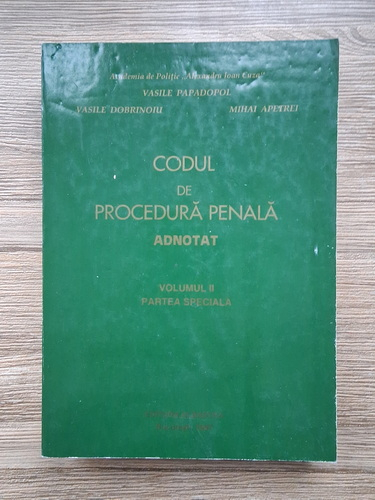 Academia de Poliție „Alexandru Ioan Cuza"
VASILE PAPADOPOL
VASILE DOBRINOIU MIHAI APETREI
CODUL
DE
PROCEDURĂ PENALĂ
ADNOTAT
VOLUMUL II
PARTEA SPECIALĂ